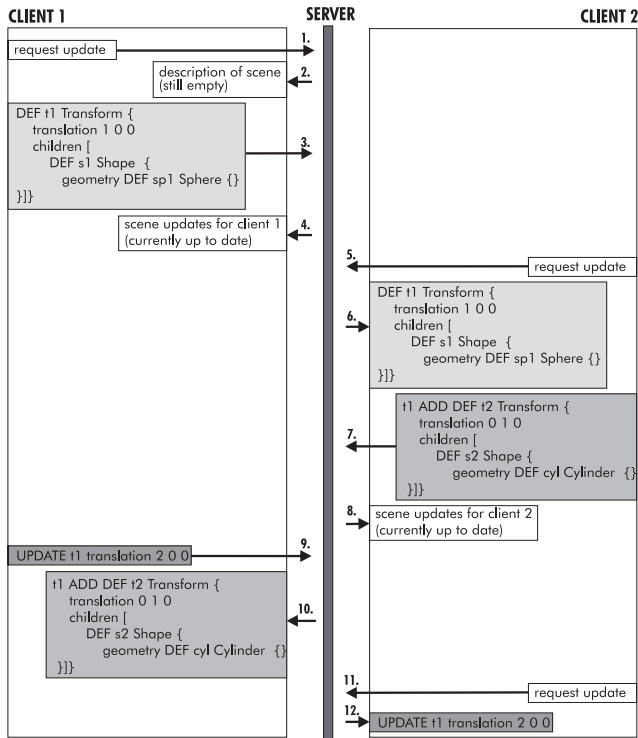 CLIENT 1
SERVER
CLIENT 2
1.
request update
2.
description of scene
(still empty)
DEF t1 Transform {
translation 1 0 0
children [
DEF s1 Shape {
geometry DEF sp1 Sphere {}
}]}
3.
4.
scene updates for client 1
(currently up to date)
5.
request update
6.
DEF t1 Transform {
translation 1 0 0
children [
DEF s1 Shape {
geometry DEF sp1 Sphere {}
}]}
7.
t1 ADD DEF t2 Transform {
translation 0 1 0
children [
DEF s2 Shape {
geometry DEF cyl Cylinder {}
}]}
8.
scene updates for client 2
(currently up to date)
9.
UPDATE t1 translation 2 0 0
10.
t1 ADD DEF t2 Transform {
translation 0 1 0
children [
DEF s2 Shape {
geometry DEF cyl Cylinder {}
}]}
11.
request update
12.
UPDATE t1 translation 2 0 0